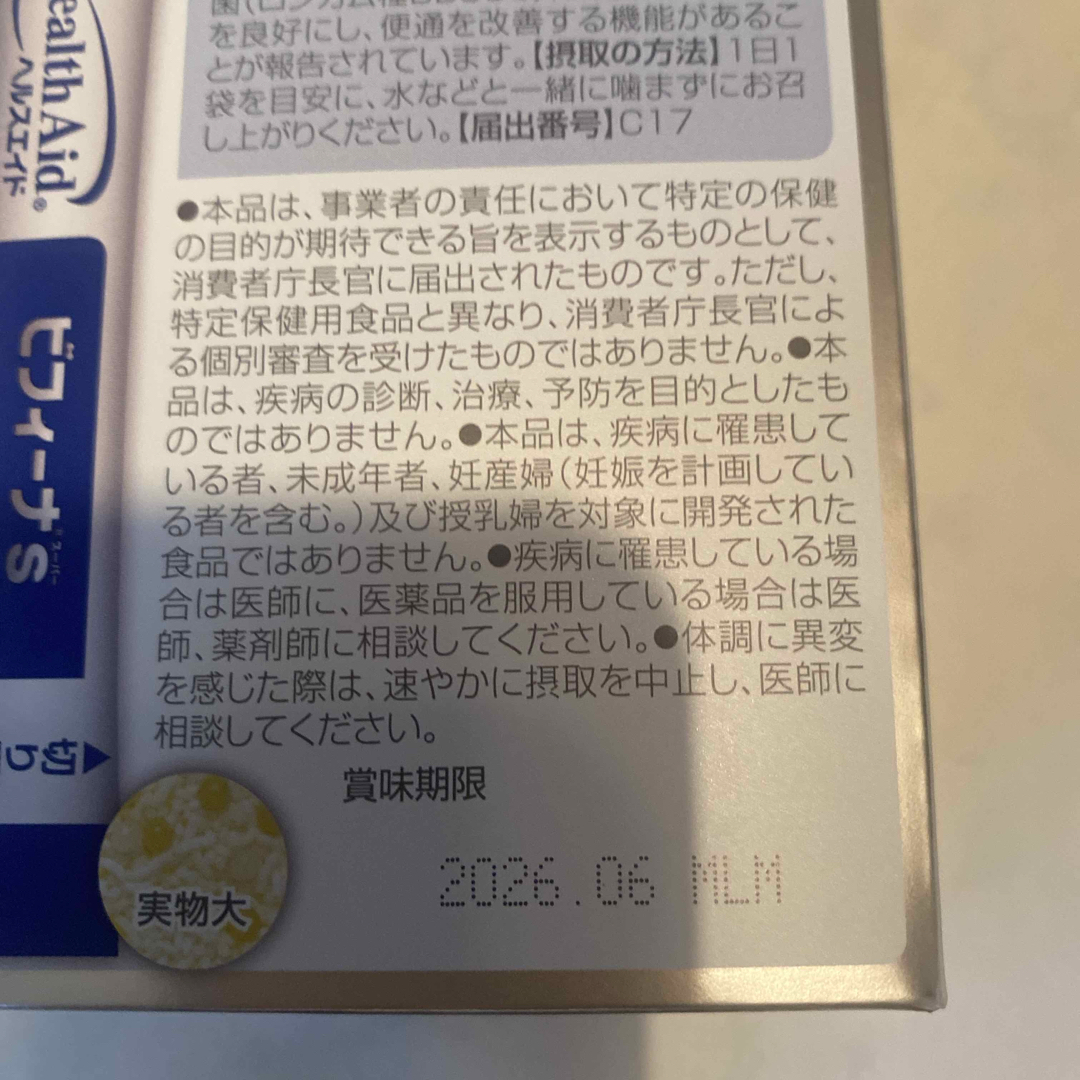 を良好にし、便通を改善する機能があるこ
とが報告されています。【摂取の方法】1日1
袋を目安に、水などと一緒に噛まずにお召
し上がりください。【届出番号】C17
●本品は、事業者の責任において特定の保健
の目的が期待できる旨を表示するものとして、
消費者庁長官に届出されたものです。ただし、
特定保健用食品と異なり、消費者庁長官によ
る個別審査を受けたものではありません。●本
品は、疾病の診断、治療、予防を目的としたも
のではありません。●本品は、疾病に罹患して
いる者、未成年者、妊産婦(妊娠を計画してい
る者を含む。)及び授乳婦を対象に開発された
食品ではありません。●疾病に罹患している場
合は医師に、医薬品を服用している場合は医
師、薬剤師に相談してください。●体調に異変
を感じた際は、速やかに摂取を中止し、医師に
相談してください。
賞味期限
2026.06 NLM
実物大
ealth Aid®
ヘルスエイド
ビフィーナS
スーパー
▲切り